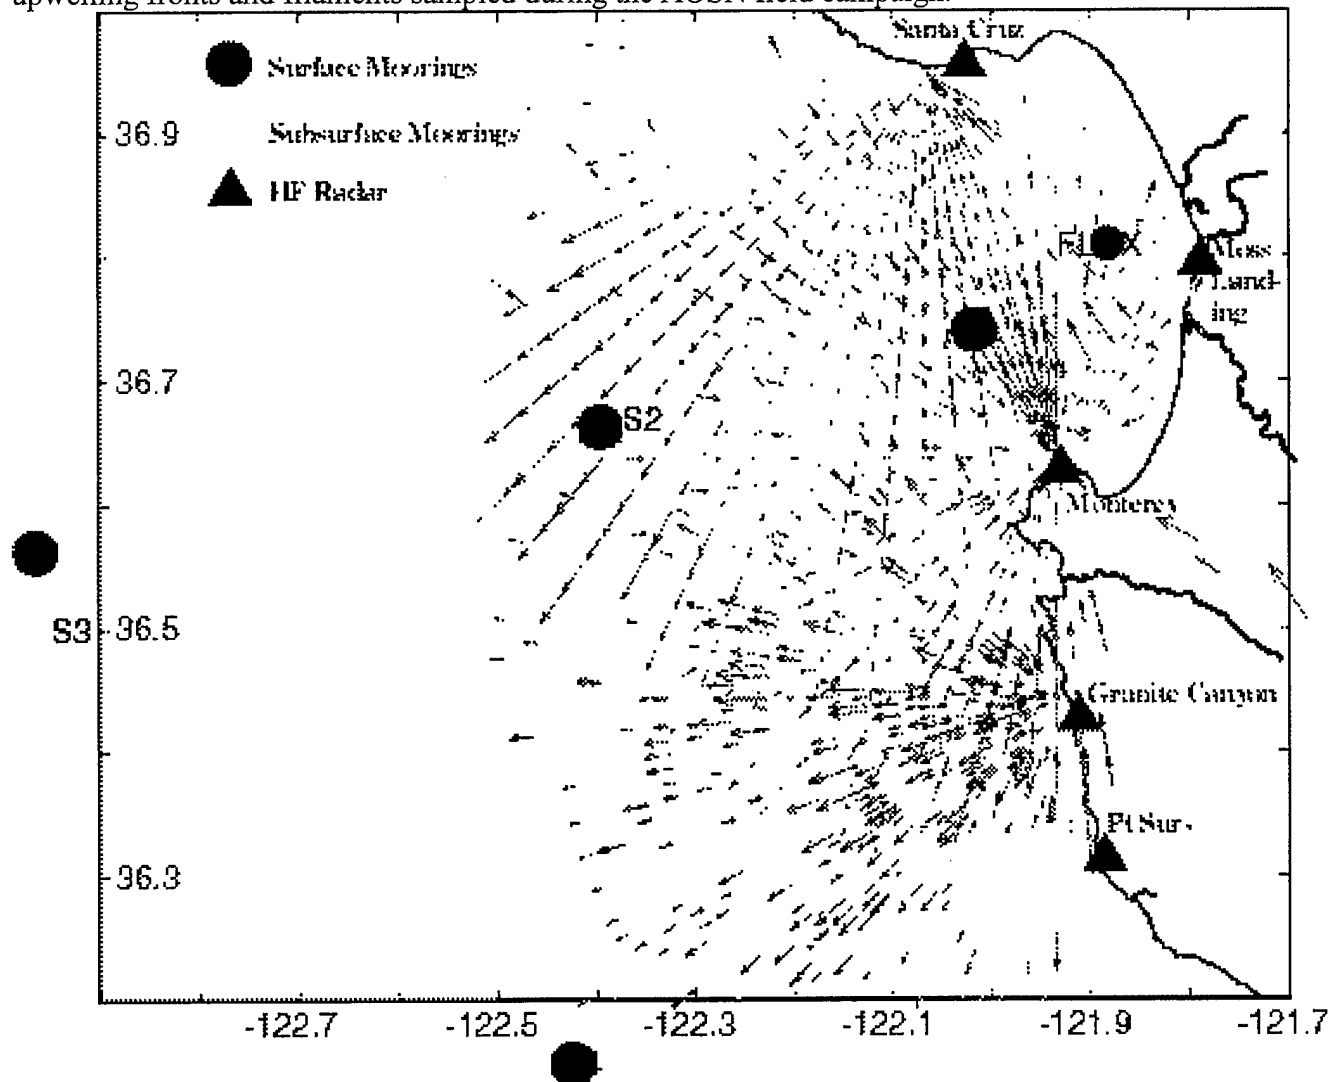 upwelling fronts and filaments sampled during the AOSN field campaign.
Santa Cruz
Surface Moorings
Subsurface Moorings
HF Radar
36.9
Moss
Land-
ing
36.7
S2
Monterey
S3
36.5
Granite Canyon
Pt Sur
36.3
-122.7 -122.5 -122.3 -122.1 -121.9 -121.7